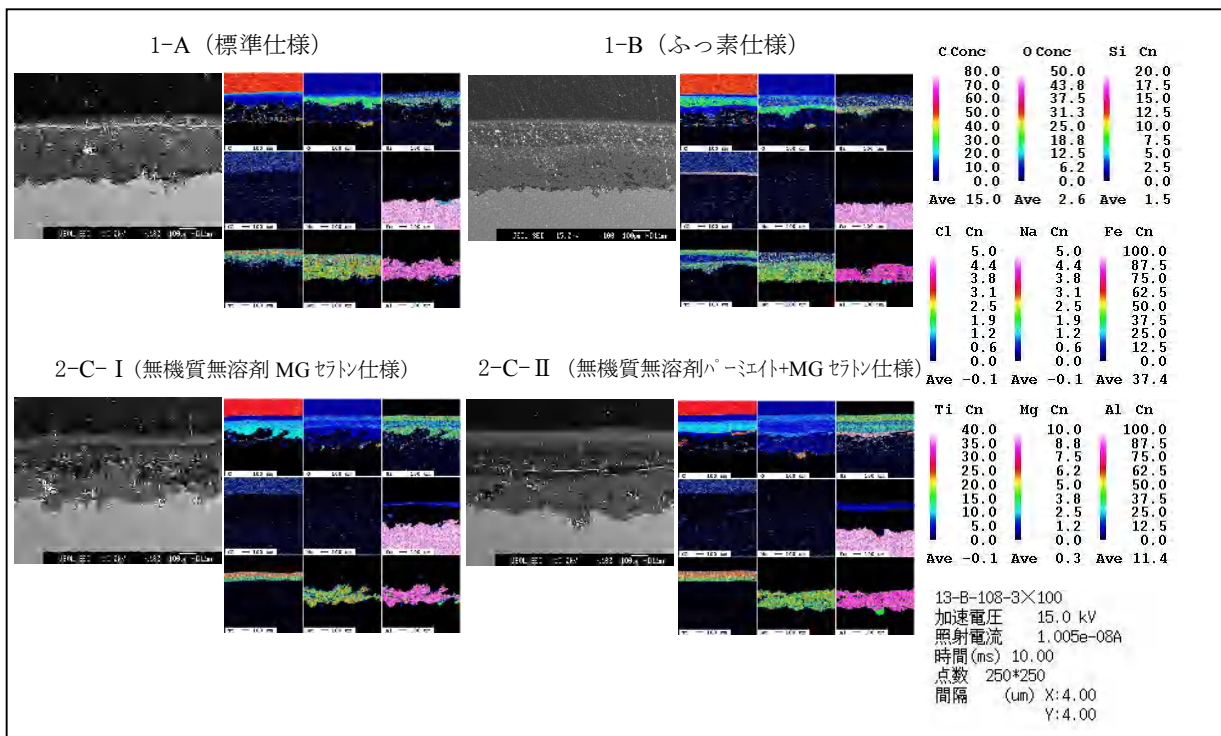 1-A（標準仕様）
1-B（ふっ素仕様）
2-C-Ⅰ（無機質無溶剤 MG セラトン仕様）
2-C-Ⅱ（無機質無溶剤パーミエイト+MG セラトン仕様）
C Conc O Conc Si Cn
80.0 50.0 20.0
70.0 43.8 17.5
60.0 37.5 15.0
50.0 31.3 12.5
40.0 25.0 10.0
30.0 18.8 7.5
20.0 12.5 5.0
10.0 6.2 2.5
0.0 0.0 0.0
Ave 15.0 Ave 2.6 Ave 1.5
Cl Cn Na Cn Fe Cn
5.0 5.0 100.0
4.4 4.4 87.5
3.8 3.8 75.0
3.1 3.1 62.5
2.5 2.5 50.0
1.9 1.9 37.5
1.2 1.2 25.0
0.6 0.6 12.5
0.0 0.0 0.0
Ave -0.1 Ave -0.1 Ave 37.4
Ti Cn Mg Cn Al Cn
40.0 10.0 100.0
35.0 8.8 87.5
30.0 7.5 75.0
25.0 6.2 62.5
20.0 5.0 50.0
15.0 3.8 37.5
10.0 2.5 25.0
5.0 1.2 12.5
0.0 0.0 0.0
Ave -0.1 Ave 0.3 Ave 11.4
13-B-108-3×100
加速電圧 15.0 kV
照射電流 1.005e-08A
時間(ms) 10.00
点数 250*250
間隔 (um) X:4.00
Y:4.00